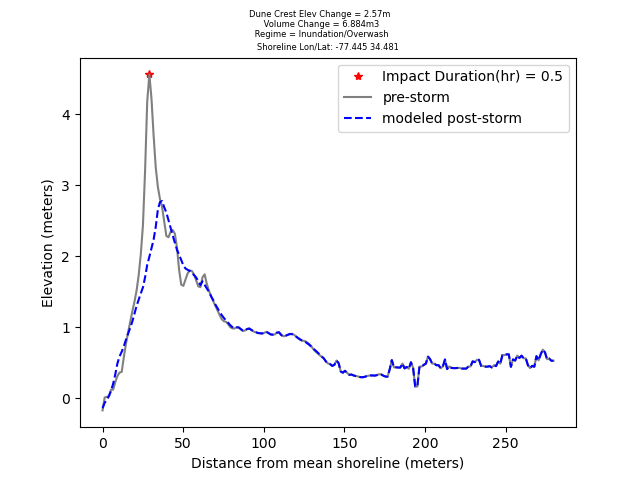 Dune Crest Elev Change = 2.57m
Volume Change = 6.884m3
Regime = Inundation/Overwash
Shoreline Lon/Lat: -77.445 34.481
Impact Duration(hr) = 0.5
pre-storm
modeled post-storm
Elevation (meters)
4
3
2
1
0
0 50 100 150 200 250
Distance from mean shoreline (meters)